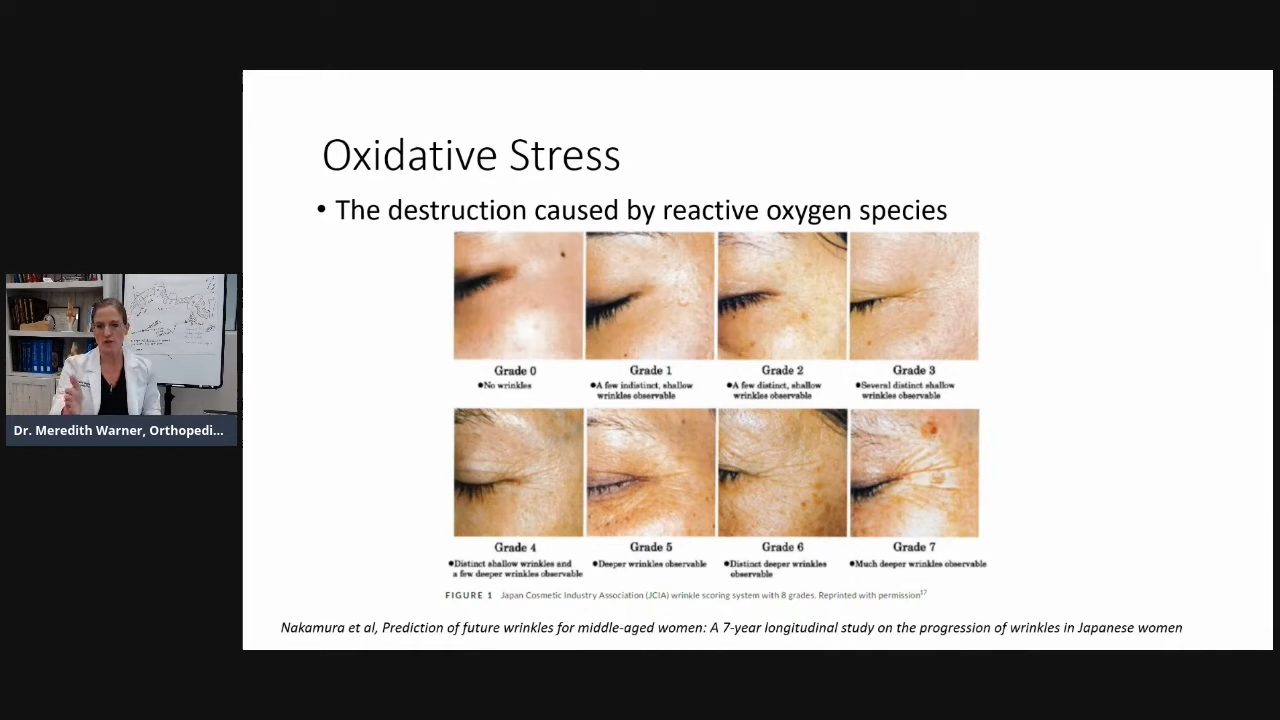 Oxidative Stress
• The destruction caused by reactive oxygen species
Grade 0
Grade 1
Grade 2
Grade 3
●No wrinkles
●A few indistinct, shallow
wrinkles observable
●A few distinct, shallow
wrinkles observable
●Several distinct shallow
wrinkles observable
Grade 4
Grade 5
Grade 6
Grade 7
●Distinct shallow wrinkles and
a few deeper wrinkles observable
●Deeper wrinkles observable
●Distinct deeper wrinkles
observable
●Much deeper wrinkles observable
FIGURE 1 Japan Cosmetic Industry Association (JCIA) wrinkle scoring system with 8 grades. Reprinted with permission17
Nakamura et al, Prediction of future wrinkles for middle-aged women: A 7-year longitudinal study on the progression of wrinkles in Japanese women
Dr. Meredith Warner, Orthopedi...